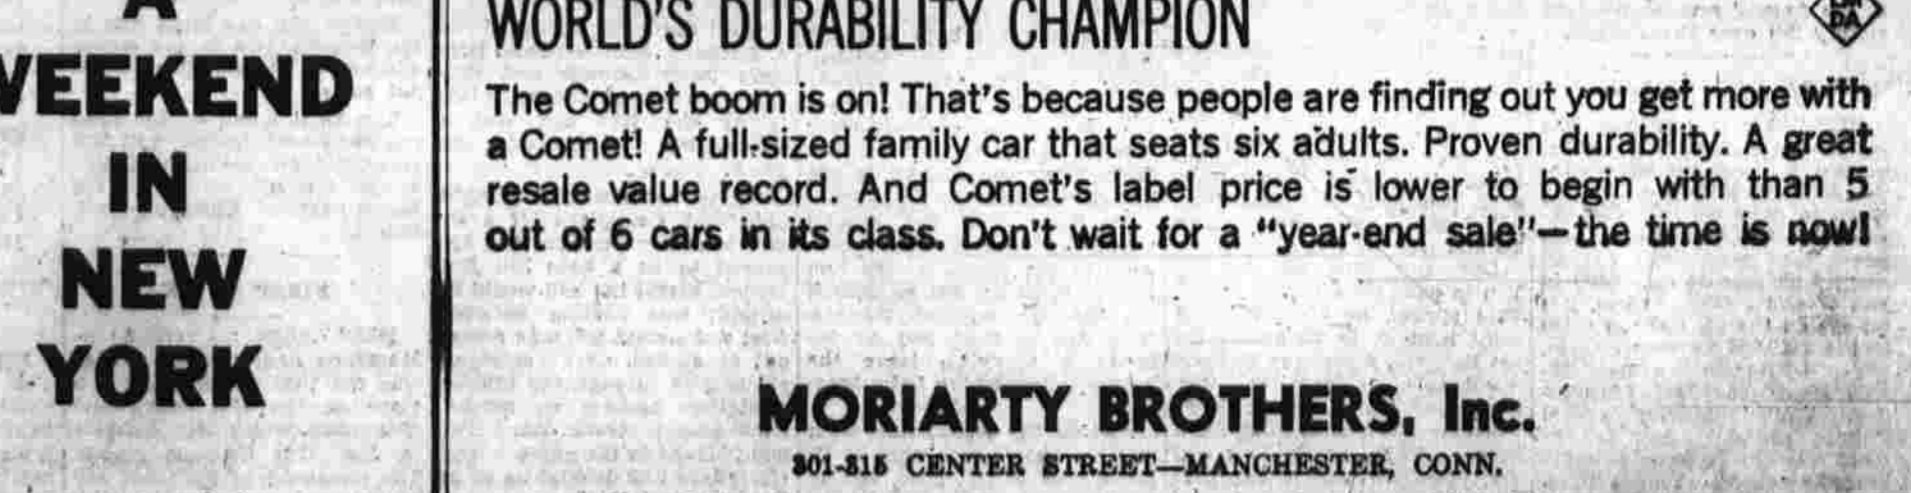 A
WEEKEND
IN
NEW
YORK
WORLD'S DURABILITY CHAMPION
The Comet boom is on! That's because people are finding out you get more with
a Comet! A full-sized family car that seats six adults. Proven durability. A great
resale value record. And Comet's label price is lower to begin with than 5
out of 6 cars in its class. Don't wait for a "year-end sale"—the time is now!
MORIARTY BROTHERS, Inc.
301-315 CENTER STREET—MANCHESTER, CONN.